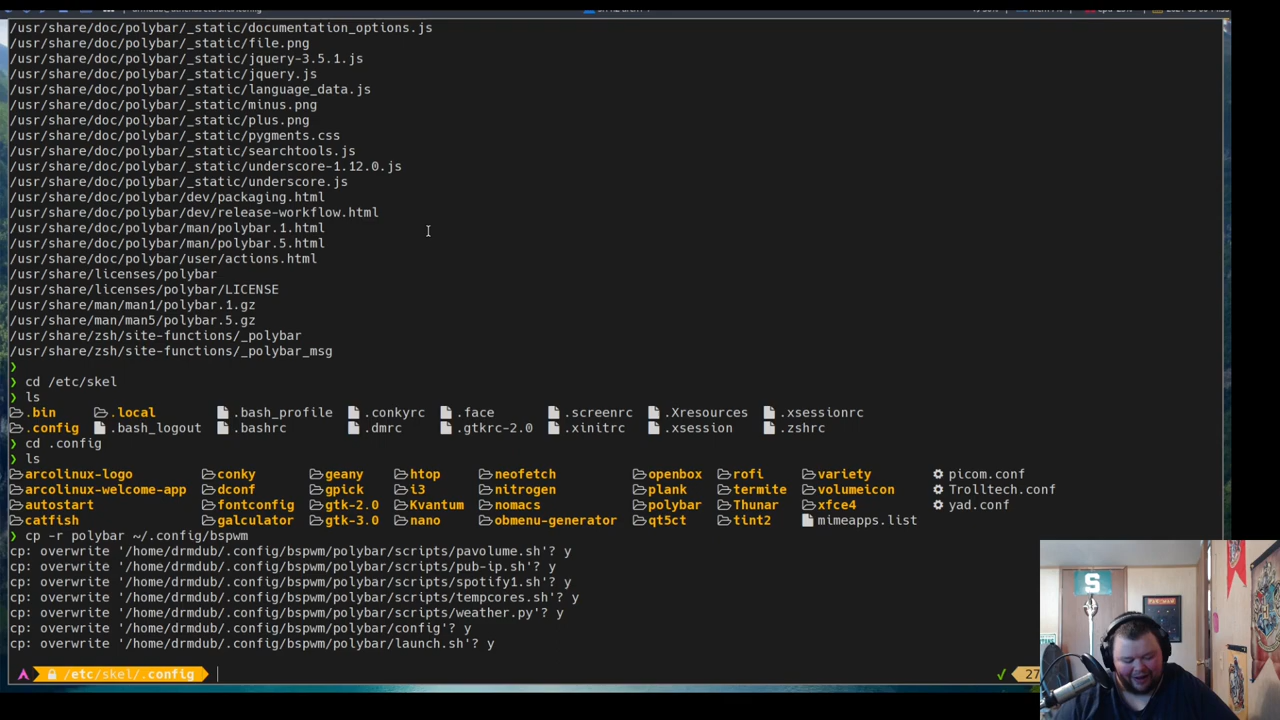 /usr/share/doc/polybar/_static/documentation_options.js
/usr/share/doc/polybar/_static/file.png
/usr/share/doc/polybar/_static/jquery-3.5.1.js
/usr/share/doc/polybar/_static/jquery.js
/usr/share/doc/polybar/_static/language_data.js
/usr/share/doc/polybar/_static/minus.png
/usr/share/doc/polybar/_static/plus.png
/usr/share/doc/polybar/_static/pygments.css
/usr/share/doc/polybar/_static/searchtools.js
/usr/share/doc/polybar/_static/underscore-1.12.0.js
/usr/share/doc/polybar/_static/underscore.js
/usr/share/doc/polybar/dev/packaging.html
/usr/share/doc/polybar/dev/release-workflow.html
/usr/share/doc/polybar/man/polybar.1.html
/usr/share/doc/polybar/man/polybar.5.html
/usr/share/doc/polybar/user/actions.html
/usr/share/licenses/polybar
/usr/share/licenses/polybar/LICENSE
/usr/share/man/man1/polybar.1.gz
/usr/share/man/man5/polybar.5.gz
/usr/share/zsh/site-functions/_polybar
/usr/share/zsh/site-functions/_polybar_msg
❯
❯ cd /etc/skel
❯ ls
.bin .local .bash_profile .conkyrc .face .screenrc .Xresources .xsessionrc
.config .bash_logout .bashrc .dmrc .gtkrc-2.0 .xinitrc .xsession .zshrc
❯ cd .config
❯ ls
arcolinux-logo conky geany htop neofetch openbox rofi variety picom.conf
arcolinux-welcome-app dconf gpick i3 nitrogen plank termite volumeicon Trolltech.conf
autostart fontconfig gtk-2.0 Kvantum nomacs polybar Thunar xfce4 yad.conf
catfish galculator gtk-3.0 nano obmenu-generator qt5ct tint2 mimeapps.list
❯ cp -r polybar ~/.config/bspwm
cp: overwrite '/home/drmdub/.config/bspwm/polybar/scripts/pavolume.sh'? y
cp: overwrite '/home/drmdub/.config/bspwm/polybar/scripts/pub-ip.sh'? y
cp: overwrite '/home/drmdub/.config/bspwm/polybar/scripts/spotify1.sh'? y
cp: overwrite '/home/drmdub/.config/bspwm/polybar/scripts/tempcores.sh'? y
cp: overwrite '/home/drmdub/.config/bspwm/polybar/scripts/weather.py'? y
cp: overwrite '/home/drmdub/.config/bspwm/polybar/config'? y
cp: overwrite '/home/drmdub/.config/bspwm/polybar/launch.sh'? y
/etc/skel/.config ✓ 27
S